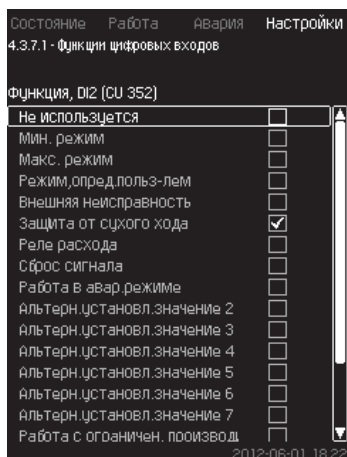 Состояние Работа Авария Настройки
4.3.7.1 - Функции цифровых входов
Функция, DI2 (CU 352)
Не используется
Мин. режим
Макс. режим
Режим,опред.польз-лем
Внешняя неисправность
Защита от сухого хода
Реле расхода
Сброс сигнала
Работа в авар.режиме
Альтерн.установл.значение 2
Альтерн.установл.значение 3
Альтерн.установл.значение 4
Альтерн.установл.значение 5
Альтерн.установл.значение 6
Альтерн.установл.значение 7
Работа с ограничен. производ
2012-06-01 18:22